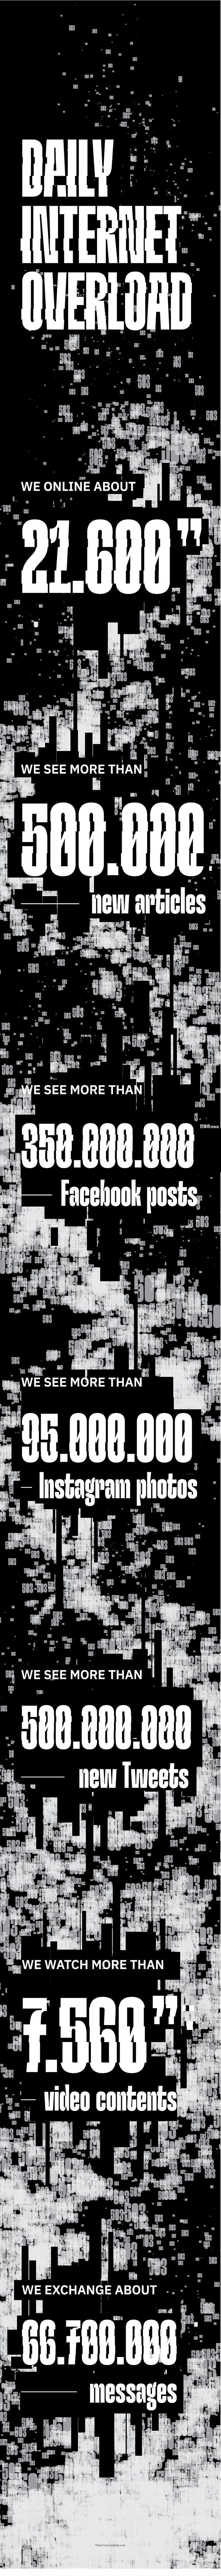 DAILY
INTERNET
OVERLOAD
WE ONLINE ABOUT
21.600”
WE SEE MORE THAN
500.000
new articles
WE SEE MORE THAN
350.000.000
Facebook posts
WE SEE MORE THAN
95.000.000
Instagram photos
WE SEE MORE THAN
500.000.000
new Tweets
WE WATCH MORE THAN
7.560”
video contents
WE EXCHANGE ABOUT
66.700.000
messages